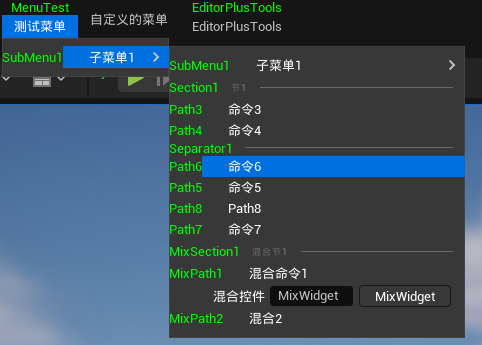 MenuTest EditorPlusTools
测试菜单 自定义的菜单 EditorPlusTools
SubMenu1 子菜单1
SubMenu1 子菜单1
Section1 节1
Path3 命令3
Path4 命令4
Separator1
Path6 命令6
Path5 命令5
Path8 Path8
Path7 命令7
MixSection1 混合节1
MixPath1 混合命令1
混合控件 MixWidget MixWidget
MixPath2 混合2